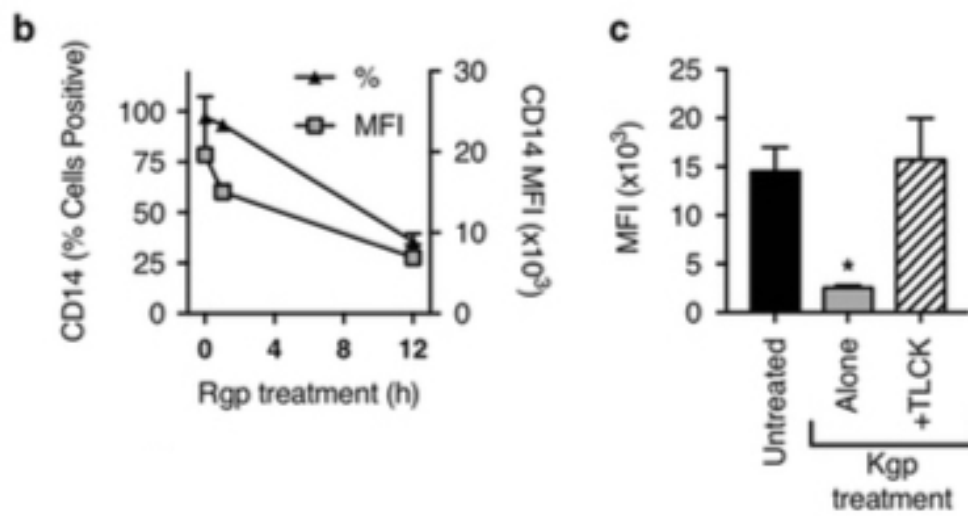 b
CD14 (% Cells Positive)
100
75
50
25
0
%
MFI
30
20
10
0
CD14 MFI (x10³)
0 4 8 12
Rgp treatment (h)
c
MFI (x10³)
25
20
15
10
5
0
*
Untreated
Alone
+TLCK
Kgp
treatment